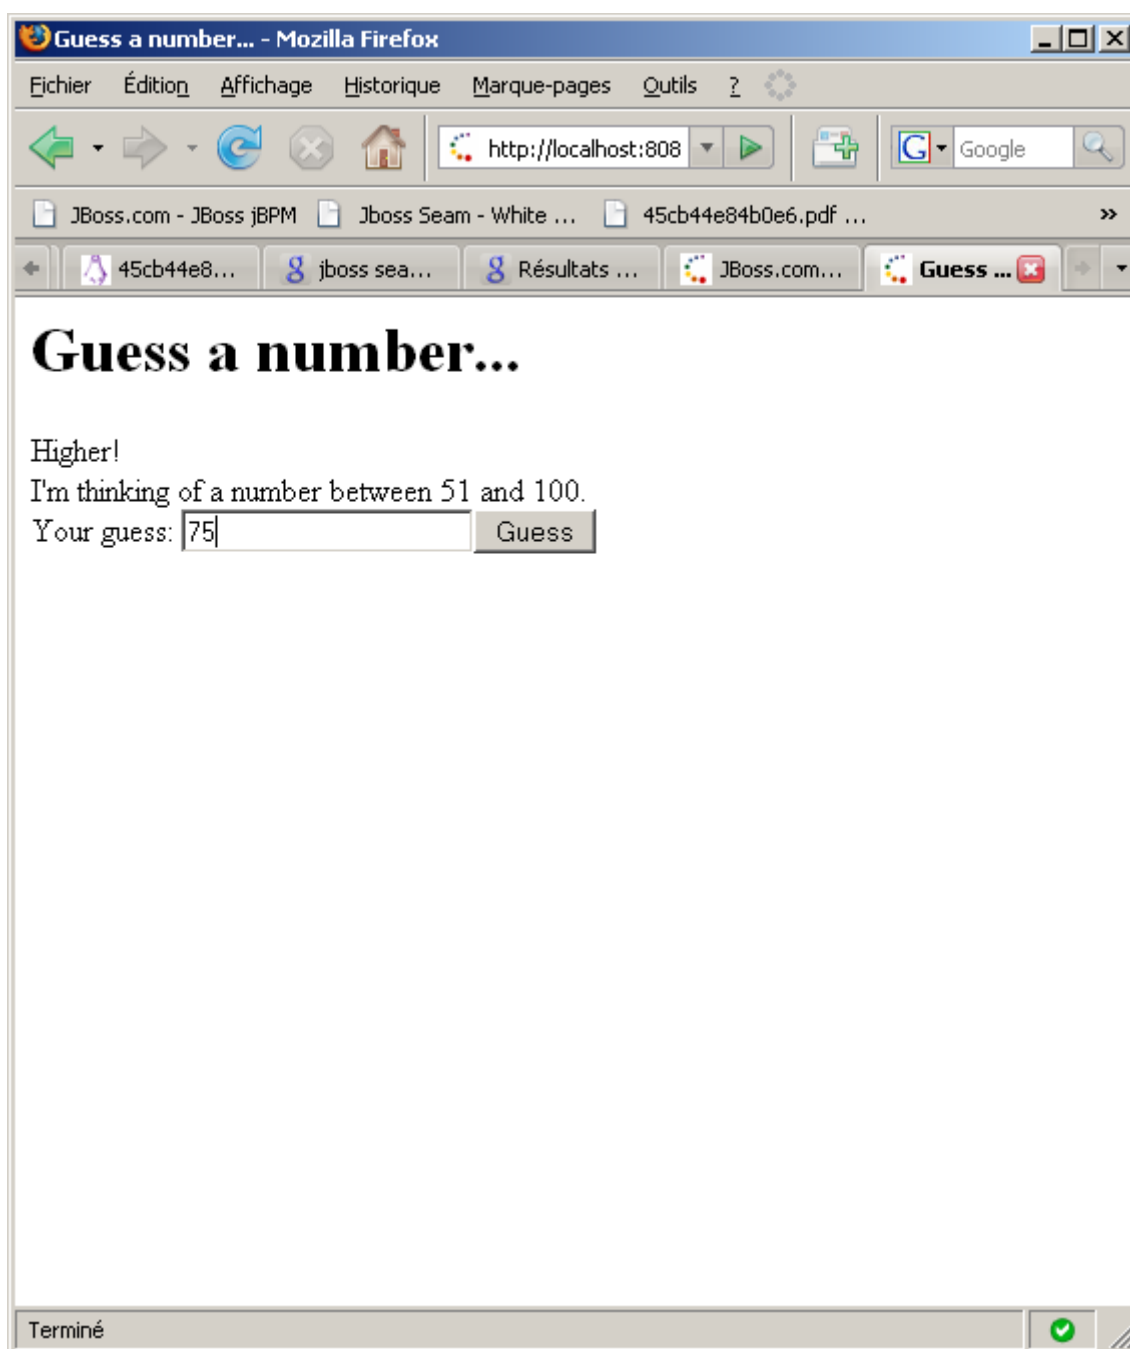 Guess a number... - Mozilla Firefox
Fichier Édition Affichage Historique Marque-pages Outils ?
http://localhost:808 G Google
JBoss.com - JBoss jBPM Jboss Seam - White ... 45cb44e84b0e6.pdf ... »
45cb44e8... g jboss sea... g Résultats ... JBoss.com... Guess ...
Guess a number...
Higher!
I'm thinking of a number between 51 and 100.
Your guess: 75 Guess
Terminé